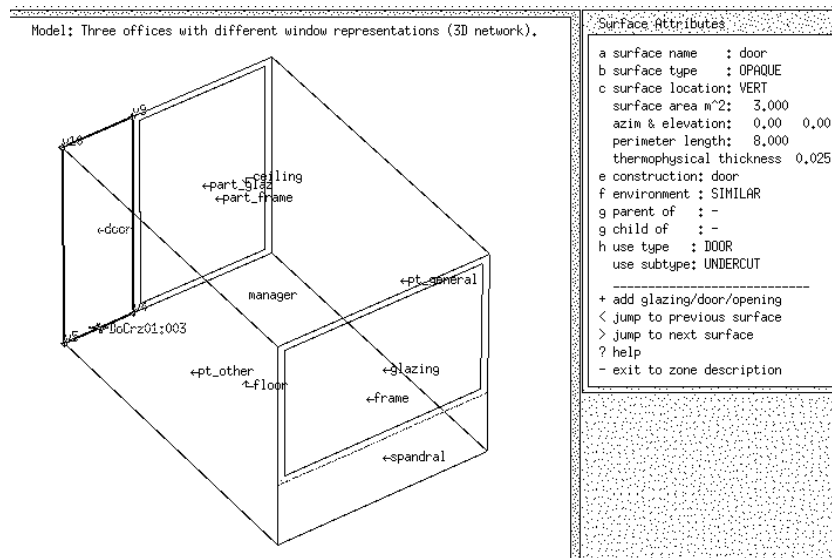 Model: Three offices with different window representations (3D network).
v9
v10
ceiling
part_glaz
part_frame
door
pt_general
manager
v4
v5
DoCrz01:003
pt_other
floor
glazing
frame
spandral
Surface Attributes
a surface name : door
b surface type : OPAQUE
c surface location: VERT
surface area m^2: 3.000
azim & elevation: 0.00 0.00
perimeter length: 8.000
thermophysical thickness 0.025
e construction: door
f environment : SIMILAR
g parent of : -
g child of : -
h use type : DOOR
use subtype: UNDERCUT
+ add glazing/door/opening
< jump to previous surface
> jump to next surface
? help
- exit to zone description